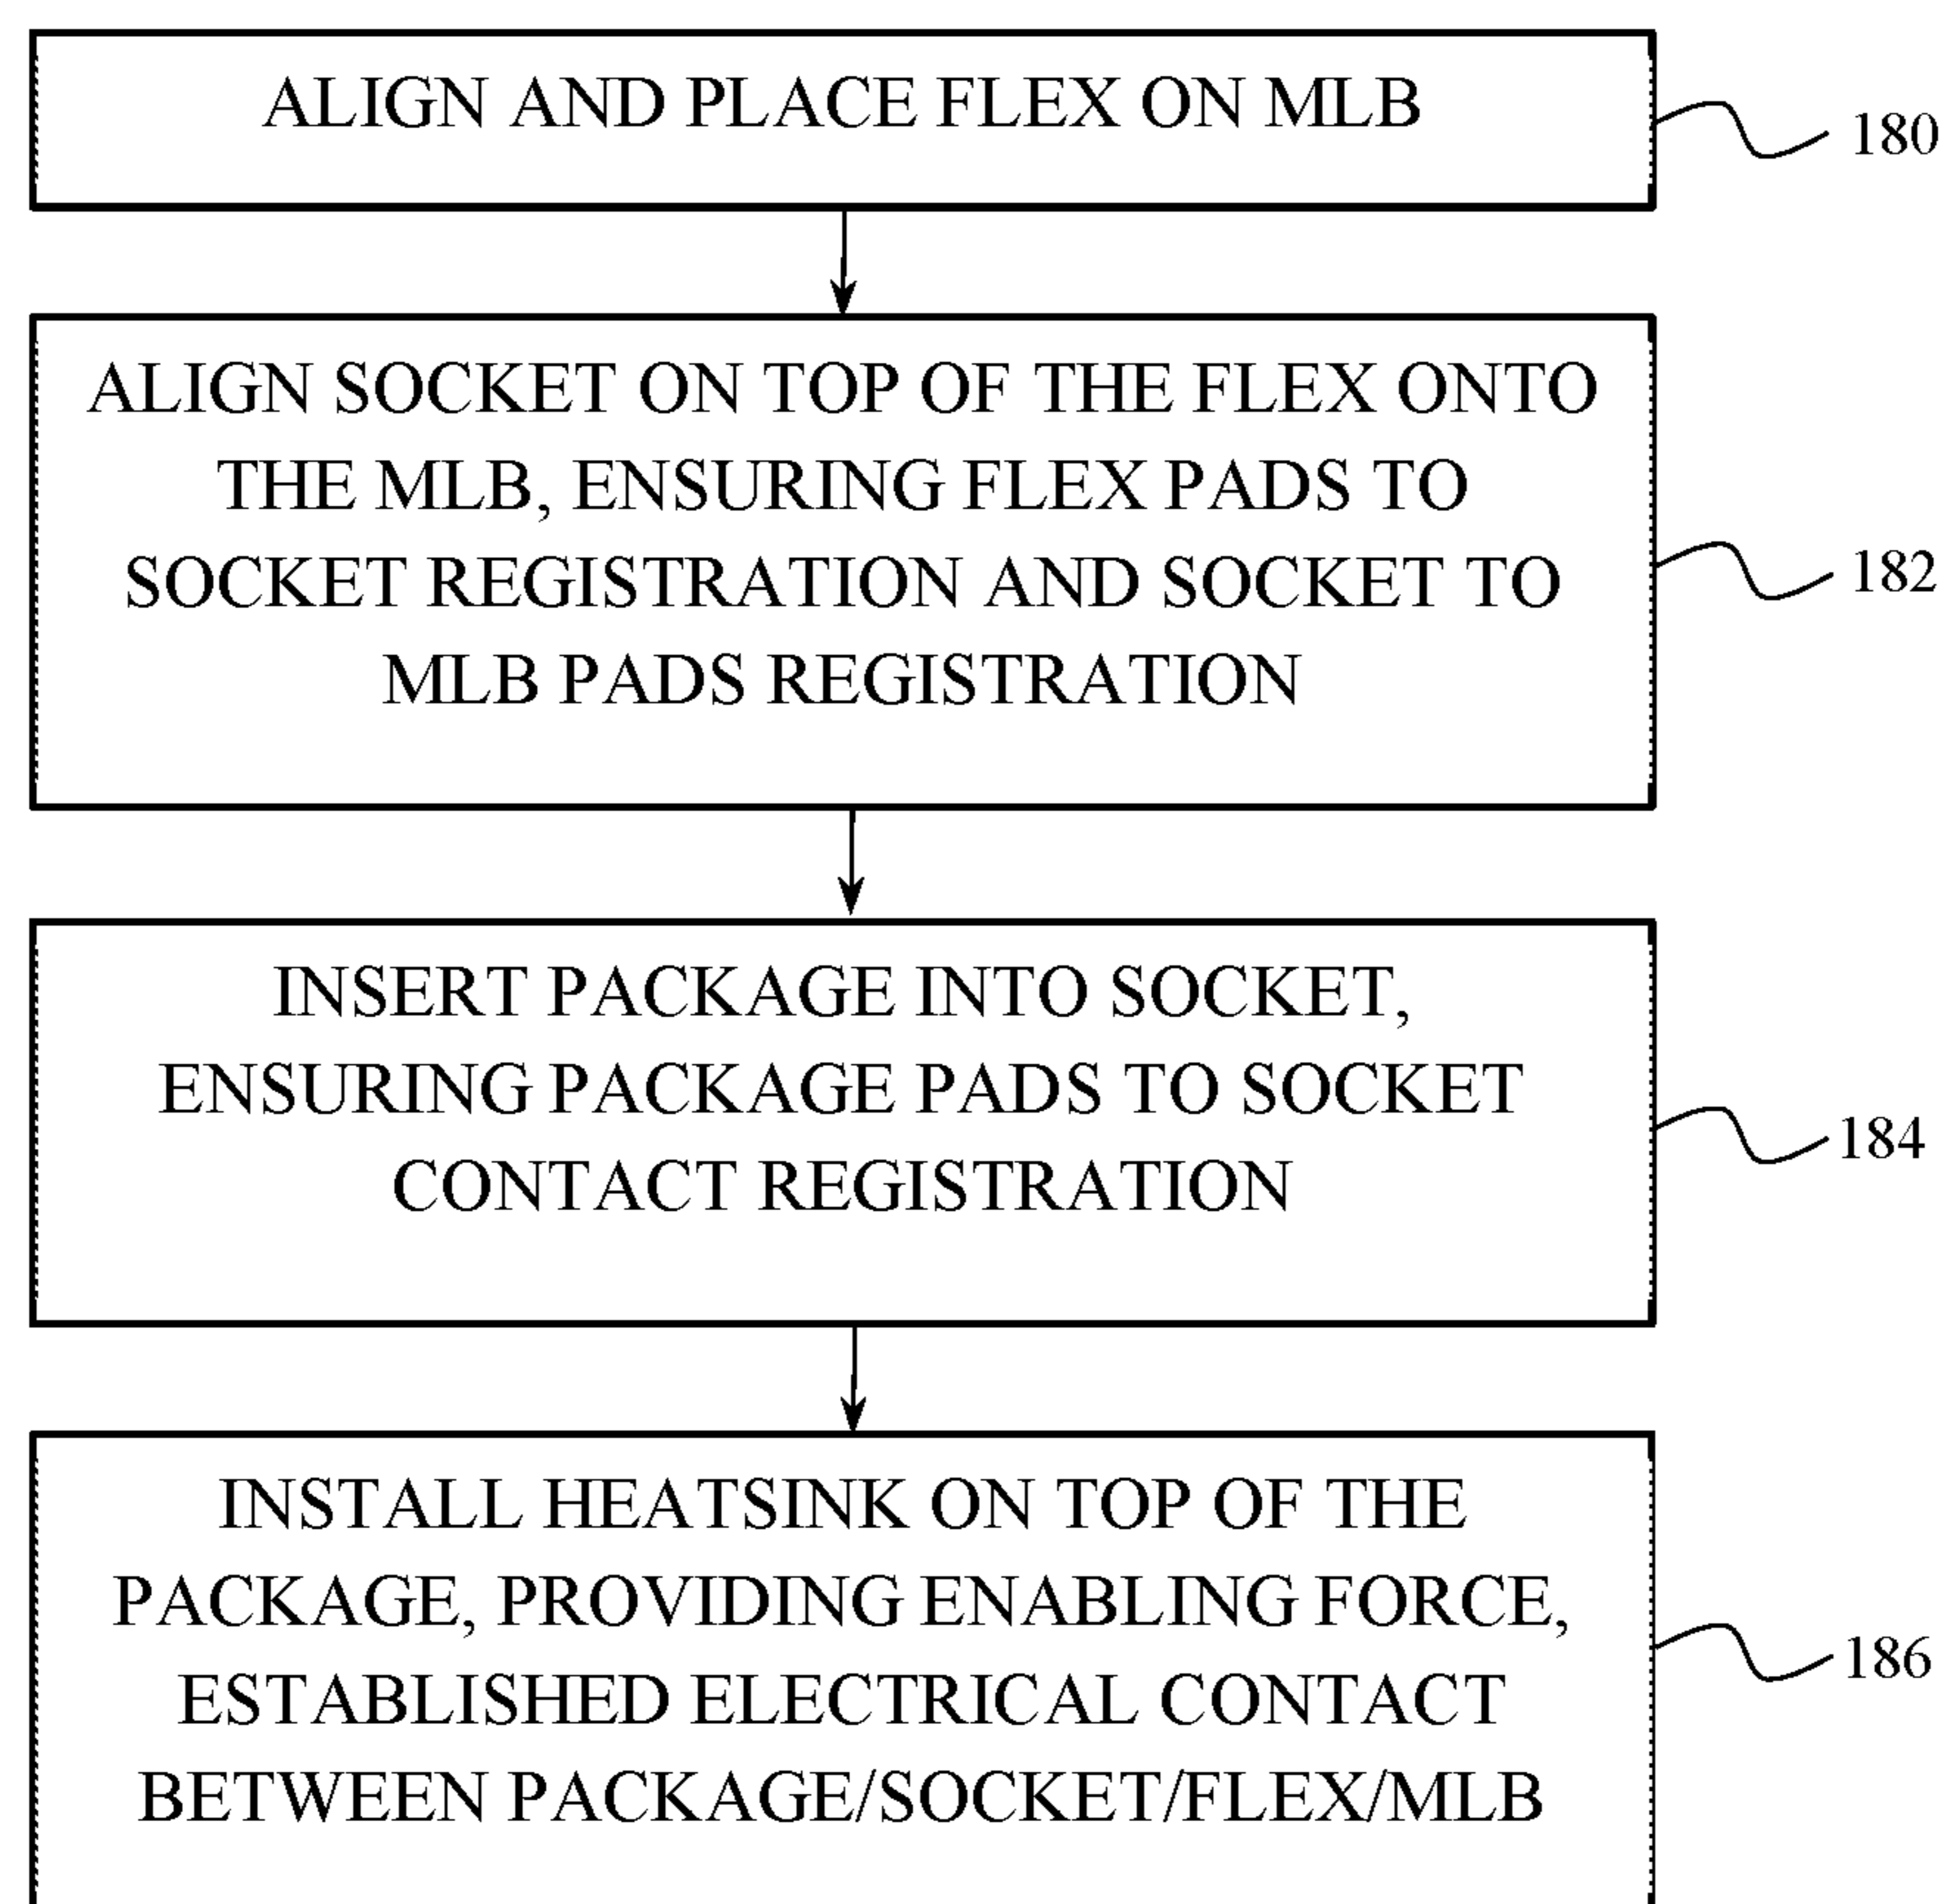 ALIGN AND PLACE FLEX ON MLB
180
ALIGN SOCKET ON TOP OF THE FLEX ONTO
THE MLB, ENSURING FLEX PADS TO
SOCKET REGISTRATION AND SOCKET TO
MLB PADS REGISTRATION
182
INSERT PACKAGE INTO SOCKET,
ENSURING PACKAGE PADS TO SOCKET
CONTACT REGISTRATION
184
INSTALL HEATSINK ON TOP OF THE
PACKAGE, PROVIDING ENABLING FORCE,
ESTABLISHED ELECTRICAL CONTACT
BETWEEN PACKAGE/SOCKET/FLEX/MLB
186